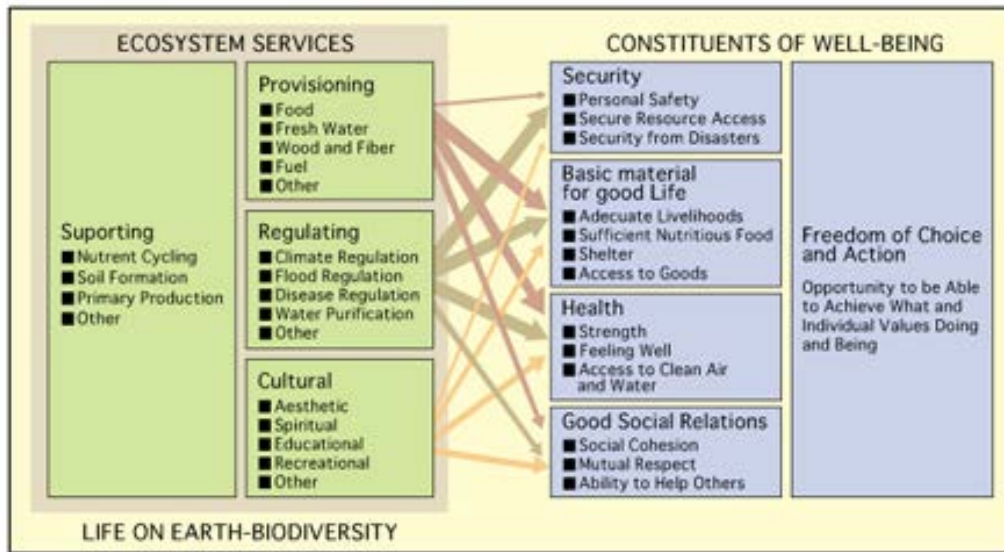 ECOSYSTEM SERVICES
Suporting
■ Nutrent Cycling
■ Soil Formation
■ Primary Production
■ Other
Provisioning
■ Food
■ Fresh Water
■ Wood and Fiber
■ Fuel
■ Other
Regulating
■ Climate Regulation
■ Flood Regulation
■ Disease Regulation
■ Water Purification
■ Other
Cultural
■ Aesthetic
■ Spiritual
■ Educational
■ Recreational
■ Other
LIFE ON EARTH-BIODIVERSITY
CONSTITUENTS OF WELL-BEING
Security
■ Personal Safety
■ Secure Resource Access
■ Security from Disasters
Basic material
for good Life
■ Adequate Livelihoods
■ Sufficient Nutritious Food
■ Shelter
■ Access to Goods
Health
■ Strength
■ Feeling Well
■ Access to Clean Air
and Water
Good Social Relations
■ Social Cohesion
■ Mutual Respect
■ Ability to Help Others
Freedom of Choice
and Action
Opportunity to be Able
to Achieve What and
Individual Values Doing
and Being